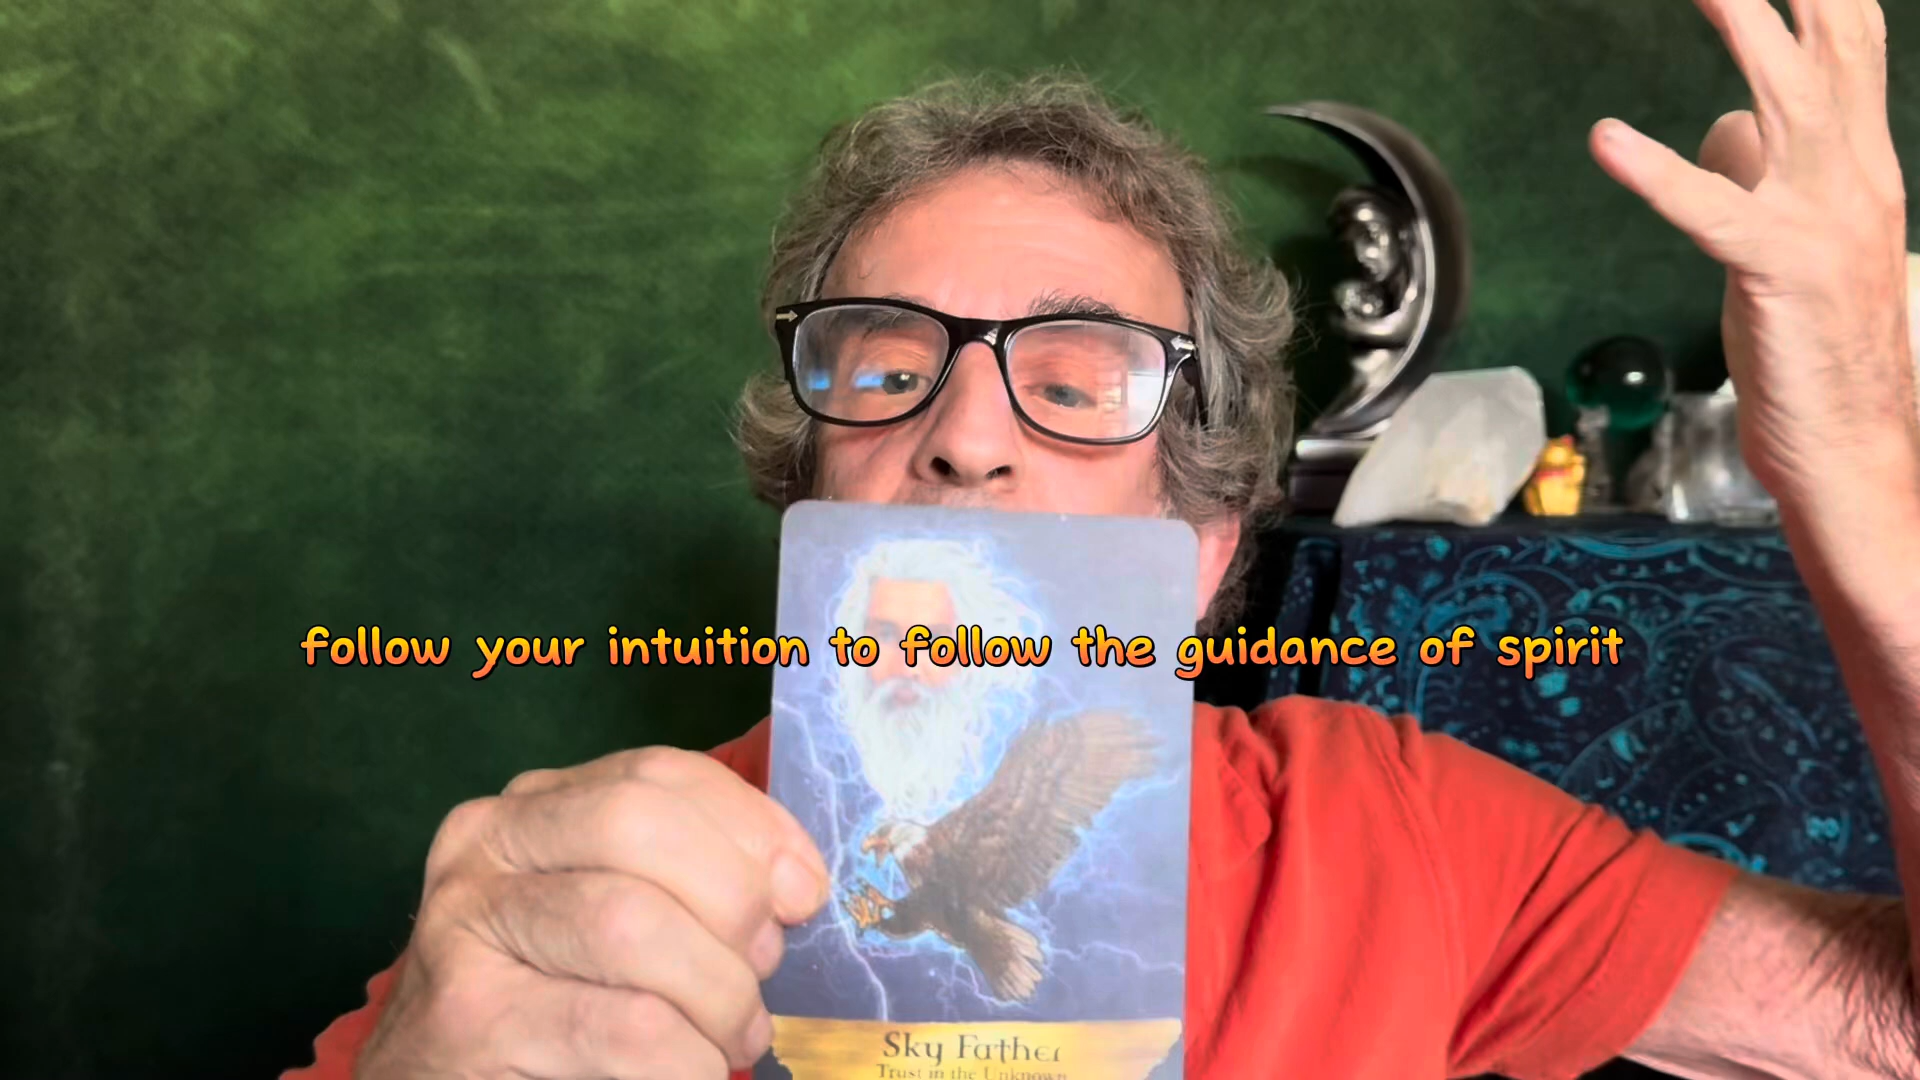 follow your intuition to follow the guidance of spirit
Sky Father
Trust in the Unknown